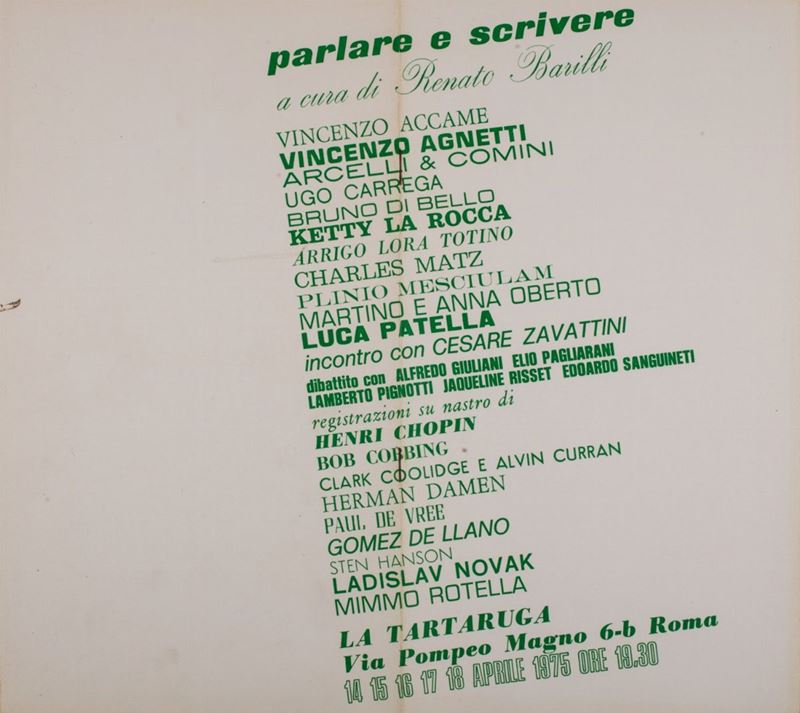 parlare e scrivere
a cura di Renato Barilli
VINCENZO ACCAME
VINCENZO AGNETTI
ARCELLI & COMINI
UGO CARREGA
BRUNO DI BELLO
KETTY LA ROCCA
ARRIGO LORA TOTINO
CHARLES MATZ
PLINIO MESCIULAM
MARTINO E ANNA OBERTO
LUCA PATELLA
incontro con CESARE ZAVATTINI
dibattito con ALFREDO GIULIANI ELIO PAGLIARANI
LAMBERTO PIGNOTTI JAQUELINE RISSET EDOARDO SANGUINETI
registrazioni su nastro di
HENRI CHOPIN
BOB COBBING
CLARK COOLIDGE E ALVIN CURRAN
HERMAN DAMEN
PAUL DE VREE
GOMEZ DE LLANO
STEN HANSON
LADISLAV NOVAK
MIMMO ROTELLA
LA TARTARUGA
Via Pompeo Magno 6-b Roma
14 15 16 17 18 APRILE 1975 ORE 19.30